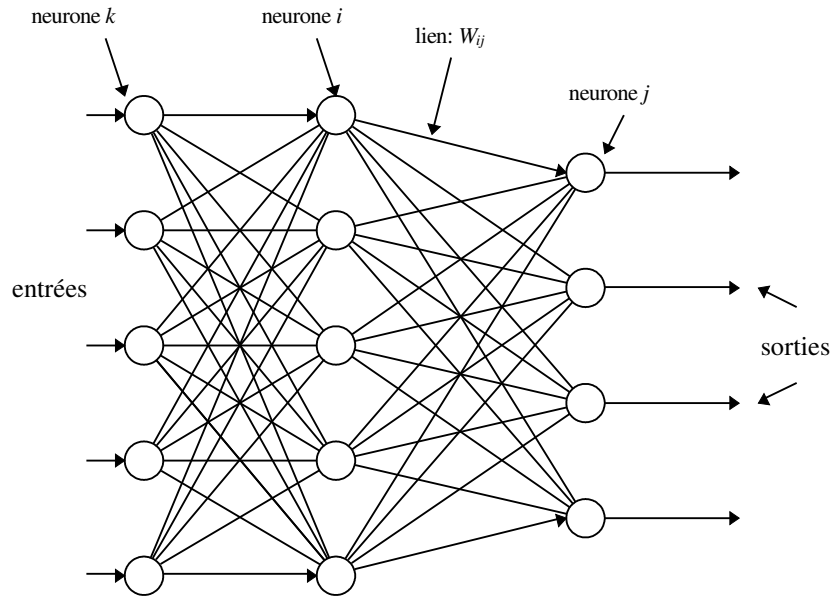 neurone k
neurone i
lien: Wij
neurone j
entrées
sorties